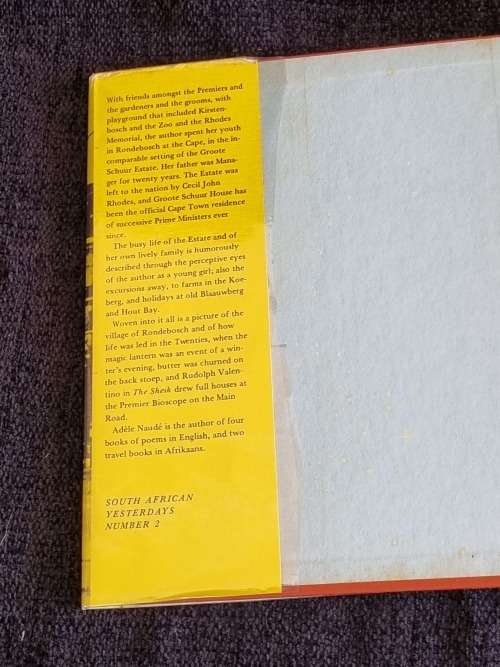 With friends amongst the Premiers and
the gardeners and the grooms, with
playground that included Kirsten-
bosch and the Zoo and the Rhodes
Memorial, the author spent her youth
in Rondebosch at the Cape, in the in-
comparable setting of the Groote
Schuur Estate. Her father was Mana-
ger for twenty years. The Estate was
left to the nation by Cecil John
Rhodes, and Groote Schuur House has
been the official Cape Town residence
of successive Prime Ministers ever
since.
The busy life of the Estate and of
her own lively family is humorously
described through the perceptive eyes
of the author as a young girl; also the
excursions away, to farms in the Koe-
berg, and holidays at old Blaauwberg
and Hout Bay.
Woven into it all is a picture of the
village of Rondebosch and of how
life was led in the Twenties, when the
magic lantern was an event of a win-
ter's evening, butter was churned on
the back stoep, and Rudolph Valen-
tino in The Sheik drew full houses at
the Premier Bioscope on the Main
Road.
Adèle Naudé is the author of four
books of poems in English, and two
travel books in Afrikaans.
SOUTH AFRICAN
YESTERDAYS
NUMBER 2